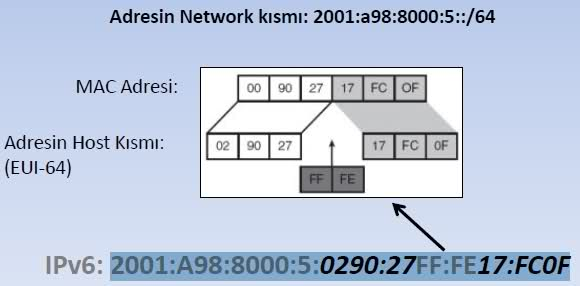 Adresin Network kısmı: 2001:a98:8000:5::/64
MAC Adresi:
00 90 27 17 FC OF
Adresin Host Kısmı:
(EUI-64)
02 90 27 17 FC 0F
FF FE
IPv6: 2001:A98:8000:5:0290:27FF:FE17:FC0F